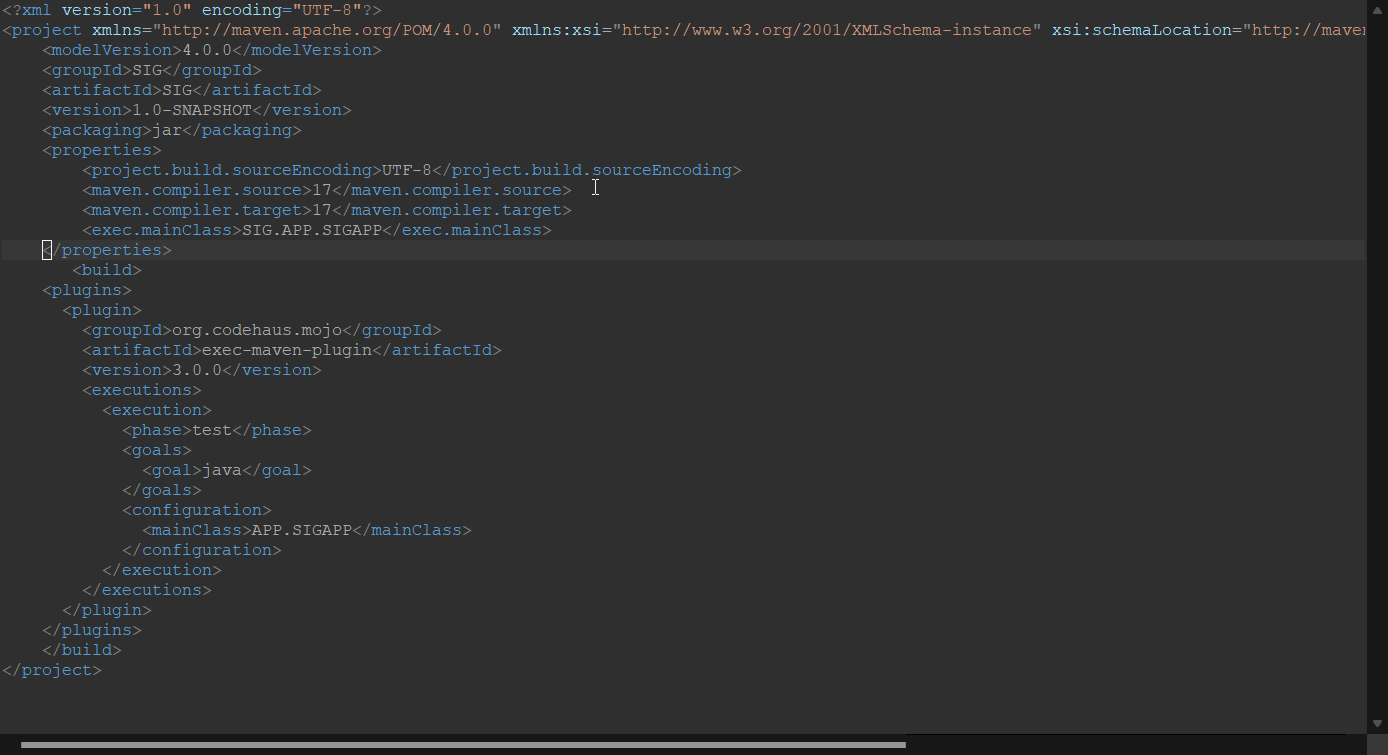 <?xml version="1.0" encoding="UTF-8"?>
<project xmlns="http://maven.apache.org/POM/4.0.0" xmlns:xsi="http://www.w3.org/2001/XMLSchema-instance" xsi:schemaLocation="http://maven
    <modelVersion>4.0.0</modelVersion>
    <groupId>SIG</groupId>
    <artifactId>SIG</artifactId>
    <version>1.0-SNAPSHOT</version>
    <packaging>jar</packaging>
    <properties>
        <project.build.sourceEncoding>UTF-8</project.build.sourceEncoding>
        <maven.compiler.source>17</maven.compiler.source>
        <maven.compiler.target>17</maven.compiler.target>
        <exec.mainClass>SIG.APP.SIGAPP</exec.mainClass>
    </properties>
       <build>
    <plugins>
      <plugin>
        <groupId>org.codehaus.mojo</groupId>
        <artifactId>exec-maven-plugin</artifactId>
        <version>3.0.0</version>
        <executions>
          <execution>
            <phase>test</phase>
            <goals>
              <goal>java</goal>
            </goals>
            <configuration>
              <mainClass>APP.SIGAPP</mainClass>
            </configuration>
          </execution>
        </executions>
      </plugin>
    </plugins>
    </build>
</project>